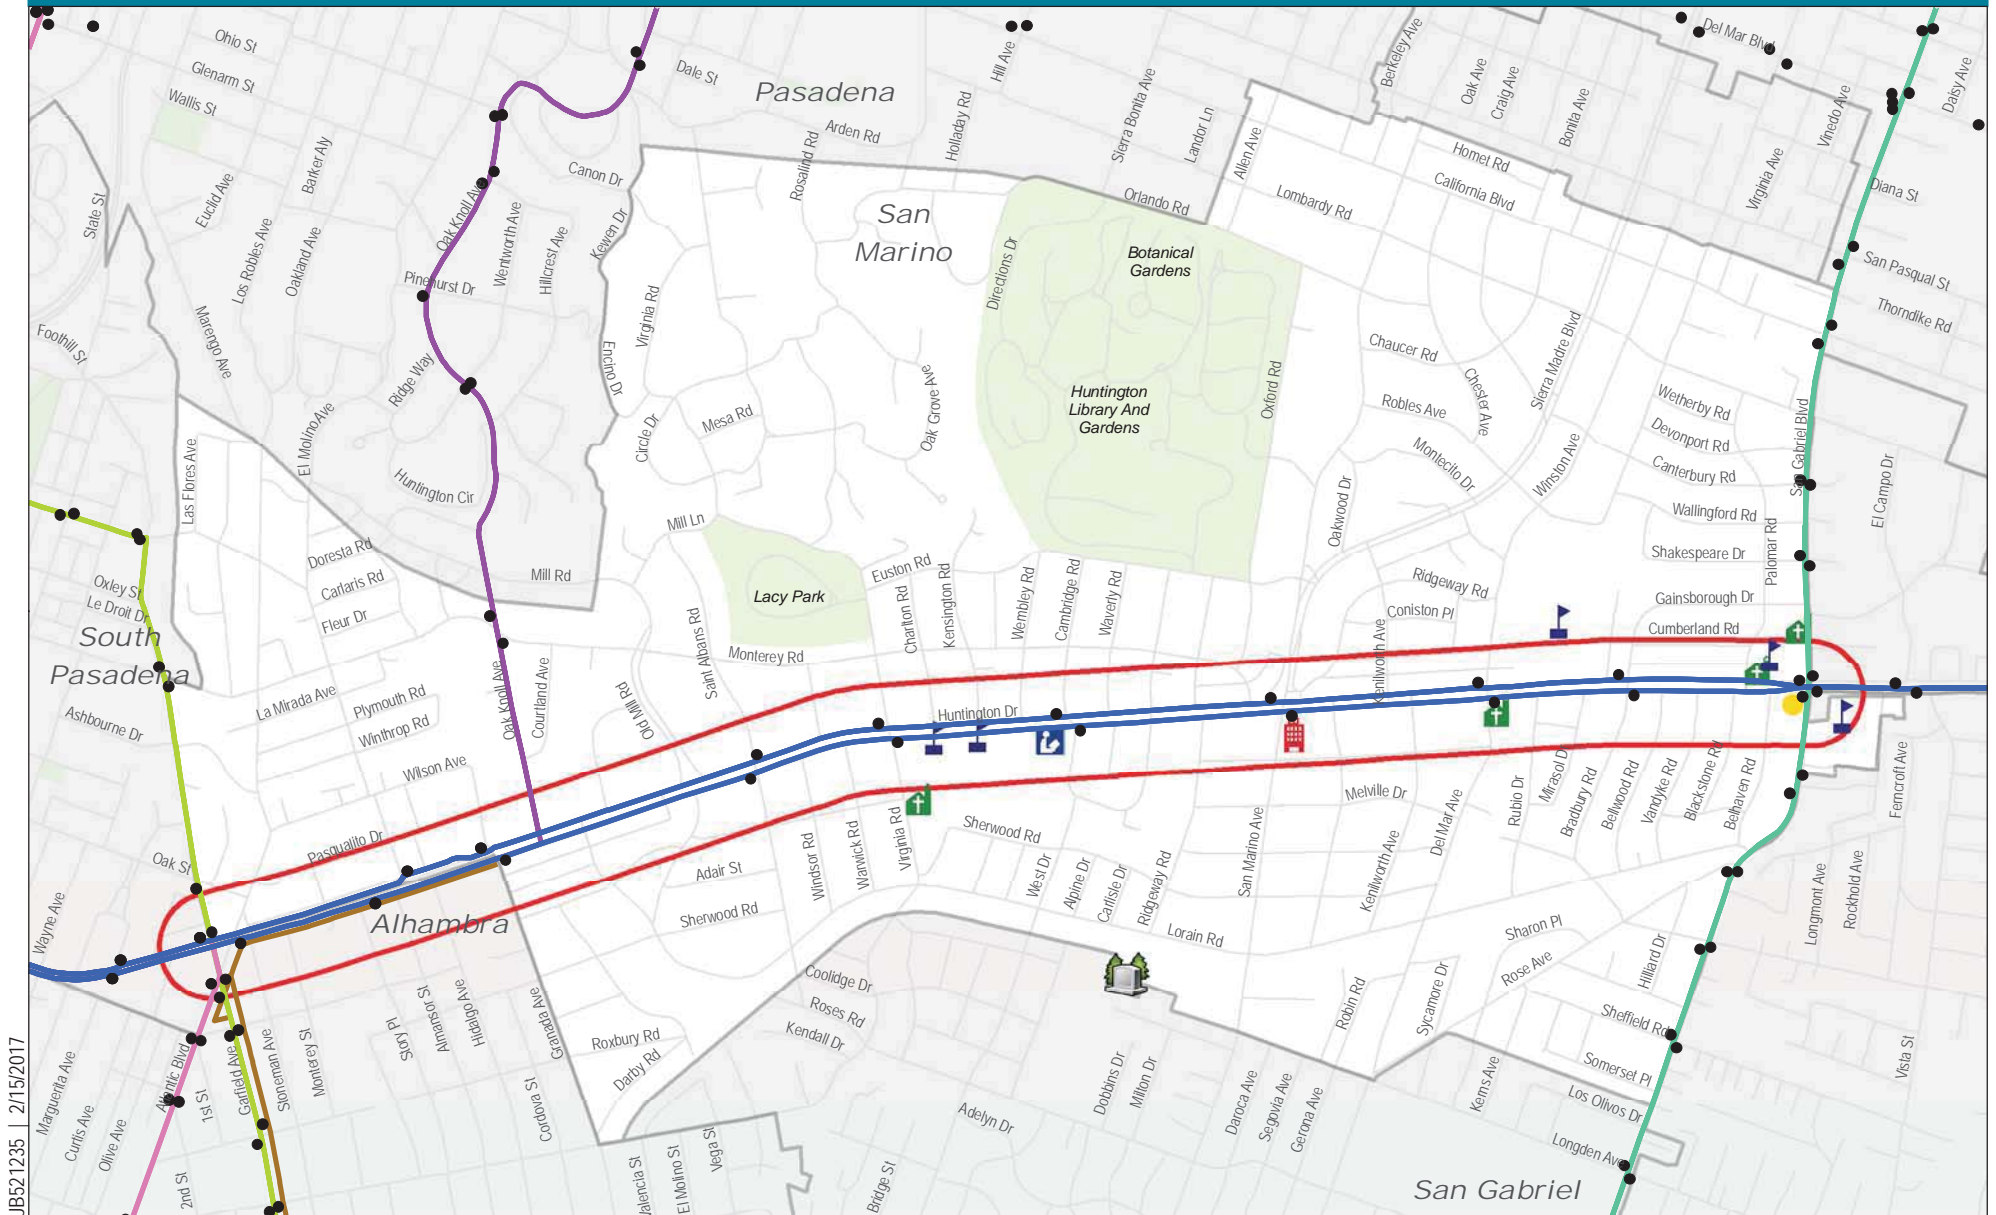 Ohio St
Glenarm St
Wallis St
Dale St
Pasadena
Arden Rd
Hill Ave
Holladay Rd
Rosalind Rd
Sierra Bonita Ave
Landor Ln
Allen Ave
Berkeley Ave
Oak Ave
Craig Ave
Bonita Ave
Del Mar Blvd
Vinedo Ave
Daisy Ave
Virginia Ave
Diana St
San Pasqual St
Thorndike Rd
Homet Rd
California Blvd
Lombardy Rd
Orlando Rd
State St
Euclid Ave
Barker Aly
Los Robles Ave
Oakland Ave
Oak Knoll Ave
Wentworth Ave
Hillcrest Ave
Canon Dr
Kewen Dr
Pinehurst Dr
San
Marino
Directions Dr
Botanical
Gardens
Foothill St
Marengo Ave
Ridge Way
El Molino Ave
Huntington Cir
Encino Dr
Virginia Rd
Circle Dr
Mesa Rd
Oak Grove Ave
Huntington
Library And
Gardens
Oxford Rd
Chaucer Rd
Robles Ave
Chester Ave
Sierra Madre Blvd
Montecito Dr
Winston Ave
Oakwood Dr
Wetherby Rd
Devonport Rd
Canterbury Rd
Wallingford Rd
Shakespeare Dr
Palomar Rd
Gainsborough Dr
Cumberland Rd
San Gabriel Blvd
El Campo Dr
Las Flores Ave
Doresta Rd
Carlaris Rd
Fleur Dr
Mill Rd
Mill Ln
Lacy Park
Euston Rd
Charlton Rd
Kensington Rd
Wembley Rd
Cambridge Rd
Waverly Rd
Ridgeway Rd
Coniston Pl
Kenilworth Ave
Oxley St
Le Droit Dr
South
Pasadena
Ashbourne Dr
La Mirada Ave
Plymouth Rd
Winthrop Rd
Wilson Ave
Oak Knoll Ave
Courtland Ave
Old Mill Rd
Saint Albans Rd
Monterey Rd
Huntington Dr
Pasqualito Dr
Oak St
Wayne Ave
Alhambra
Adair St
Sherwood Rd
Windsor Rd
Warwick Rd
Virginia Rd
Sherwood Rd
West Dr
Alpine Dr
Carlisle Dr
Ridgeway Rd
Lorain Rd
San Marino Ave
Melville Dr
Kenilworth Ave
Del Mar Ave
Rubio Dr
Mirasol Dr
Bradbury Rd
Bellwood Rd
Vandyke Rd
Blackstone Rd
Belhaven Rd
Ferncroft Ave
Longmont Ave
Rockhold Ave
Sharon Pl
Rose Ave
Hilliard Dr
Robin Rd
Sycamore Dr
Sheffield Rd
Somerset Pl
Los Olivos Dr
Longden Ave
Kerns Ave
Vista St
Coolidge Dr
Roses Rd
Kendall Dr
Roxbury Rd
Darby Rd
Granada Ave
Hidalgo Ave
Almansor St
Story Pl
Monterey St
Stoneman Ave
Garfield Ave
1st St
Atlantic Blvd
2nd St
Olive Ave
Curtis Ave
Marguerita Ave
Cordova St
Valencia St
El Molino St
Vega St
Bridge St
Adelyn Dr
Dobbins Dr
Milton Dr
Daroca Ave
Segovia Ave
Gerona Ave
San Gabriel
JB521235 | 2/15/2017